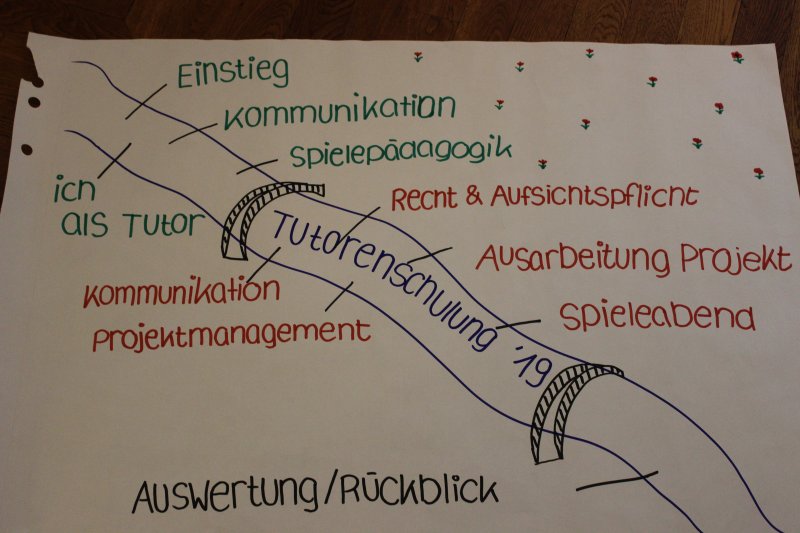 Einstieg
Kommunikation
Spielepädagogik
ich
als Tutor
Recht & Aufsichtspflicht
Tutorenschulung '19
Ausarbeitung Projekt
Kommunikation
Projektmanagement
Spieleabend
Auswertung/Rückblick